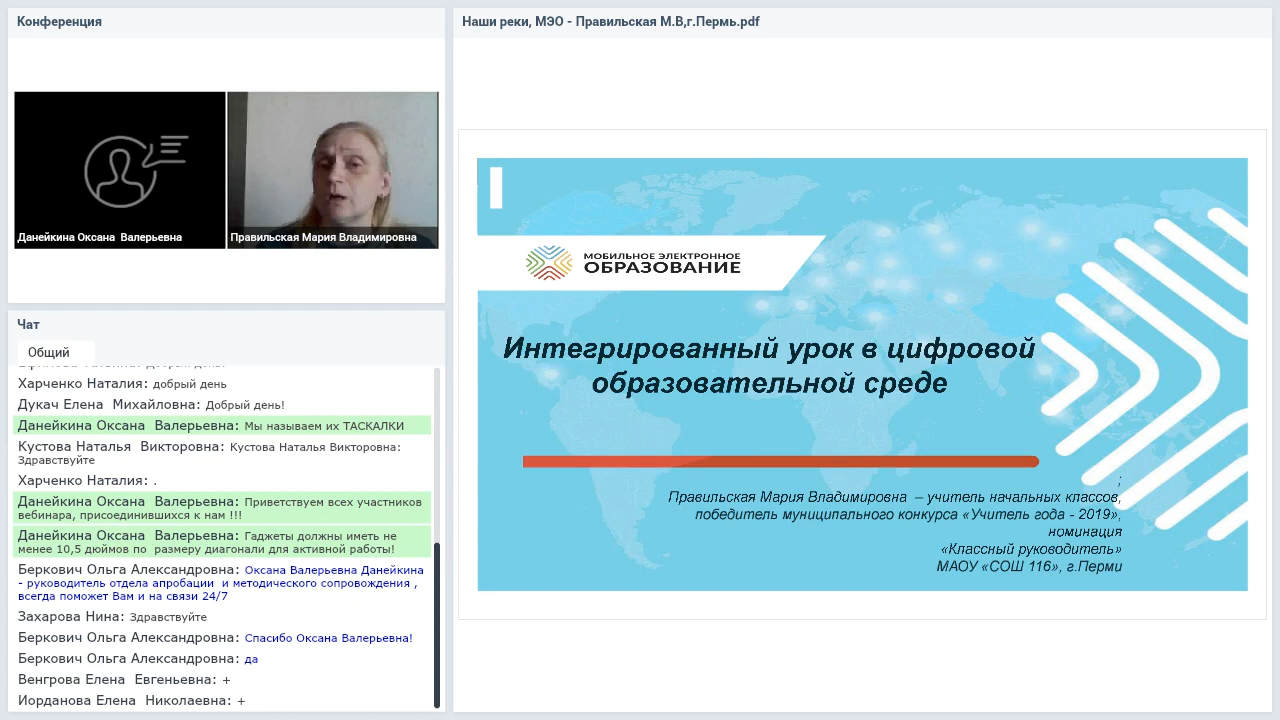 Конференция
Данейкина Оксана  Валерьевна
Правильская Мария Владимировна
Чат
Общий
Харченко Наталия: добрый день
Дукач Елена  Михайловна: Добрый день!
Данейкина Оксана  Валерьевна: Мы называем их ТАСКАЛКИ
Кустова Наталья  Викторовна: Кустова Наталья Викторовна:
Здравствуйте
Харченко Наталия: .
Данейкина Оксана  Валерьевна: Приветствуем всех участников
вебинара, присоединившихся к нам !!!
Данейкина Оксана  Валерьевна: Гаджеты должны иметь не
менее 10,5 дюймов по  размеру диагонали для активной работы!
Беркович Ольга Александровна: Оксана Валерьевна Данейкина
- руководитель отдела апробации  и методического сопровождения ,
всегда поможет Вам и на связи 24/7
Захарова Нина: Здравствуйте
Беркович Ольга Александровна: Спасибо Оксана Валерьевна!
Беркович Ольга Александровна: да
Венгрова Елена  Евгеньевна: +
Иорданова Елена  Николаевна: +
Наши реки, МЭО - Правильская М.В,г.Пермь.pdf
МОБИЛЬНОЕ ЭЛЕКТРОННОЕ
ОБРАЗОВАНИЕ
Интегрированный урок в цифровой
образовательной среде
;
Правильская Мария Владимировна  – учитель начальных классов,
победитель муниципального конкурса «Учитель года - 2019»,
номинация
«Классный руководитель»
МАОУ «СОШ 116», г.Перми